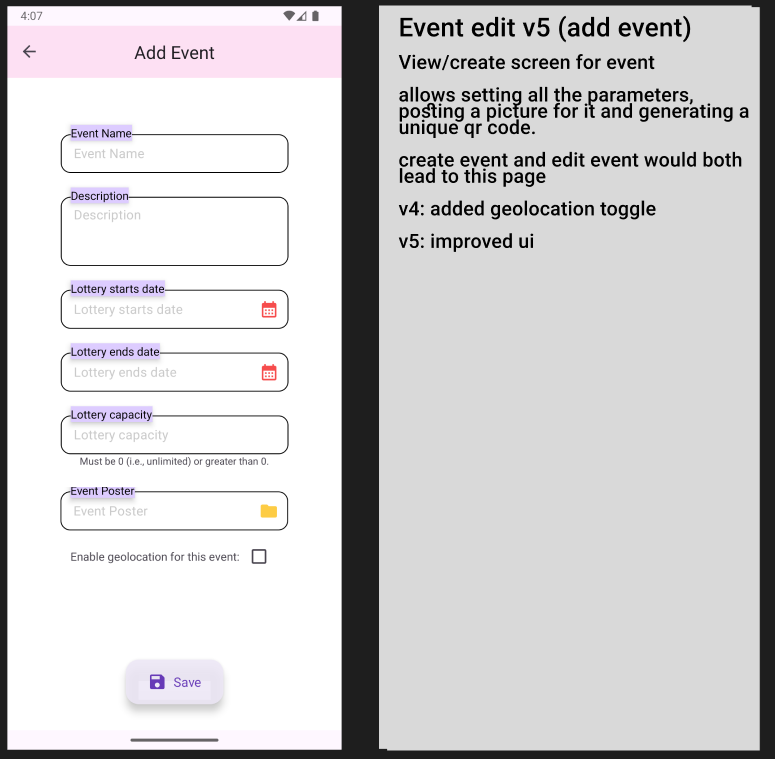 4:07
Add Event
Event Name
Event Name
Description
Description
Lottery starts date
Lottery starts date
Lottery ends date
Lottery ends date
Lottery capacity
Lottery capacity
Must be 0 (i.e., unlimited) or greater than 0.
Event Poster
Event Poster
Enable geolocation for this event:
Save
Event edit v5 (add event)
View/create screen for event
allows setting all the parameters,
posting a picture for it and generating a
unique qr code.
create event and edit event would both
lead to this page
v4: added geolocation toggle
v5: improved ui